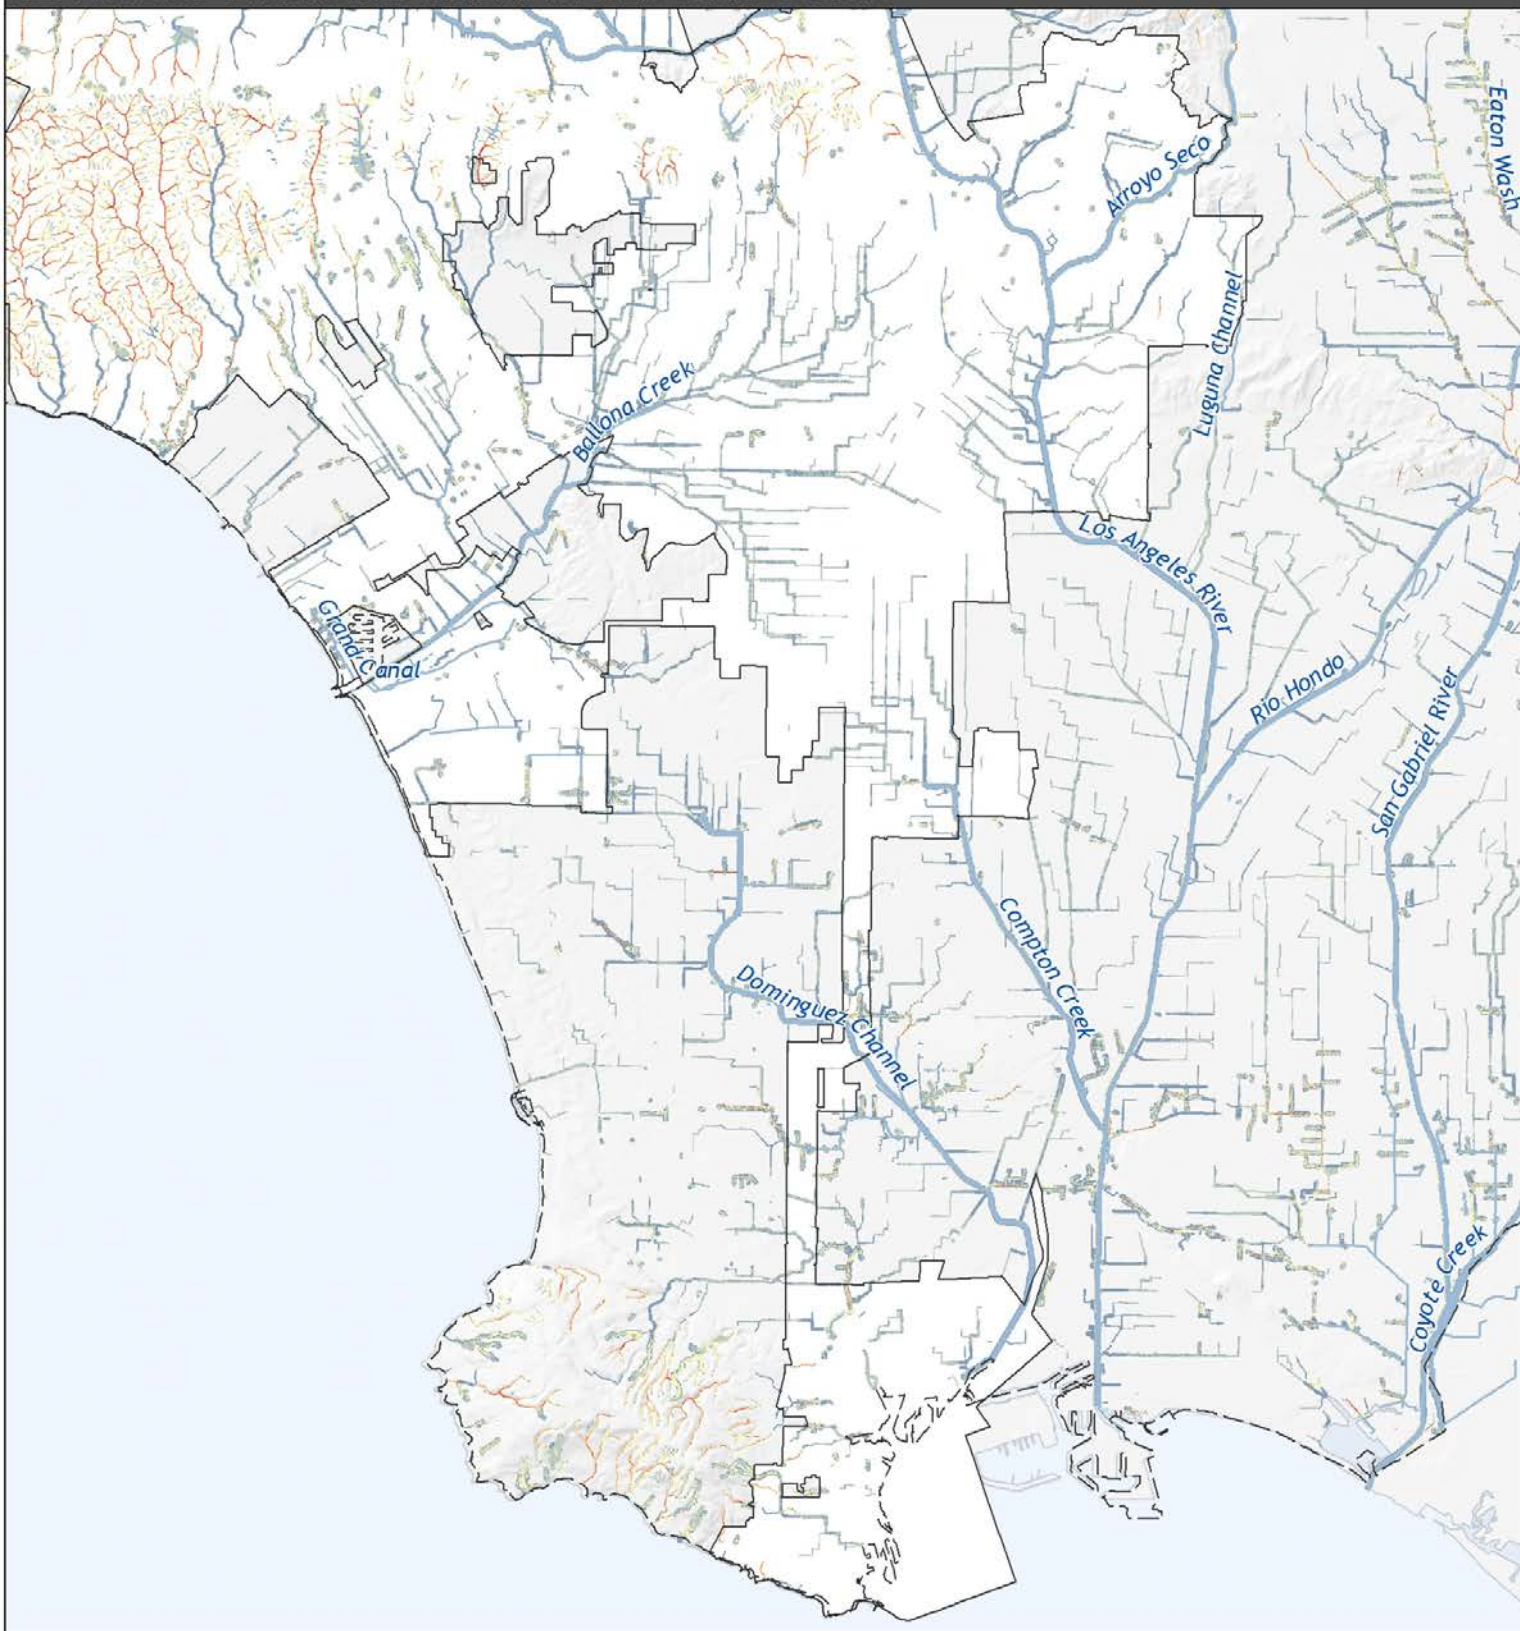 Eaton Wash
Arroyo Seco
Luguna Channel
Ballona Creek
Los Angeles River
Grand Canal
Rio Hondo
San Gabriel River
Compton Creek
Dominguez Channel
Coyote Creek